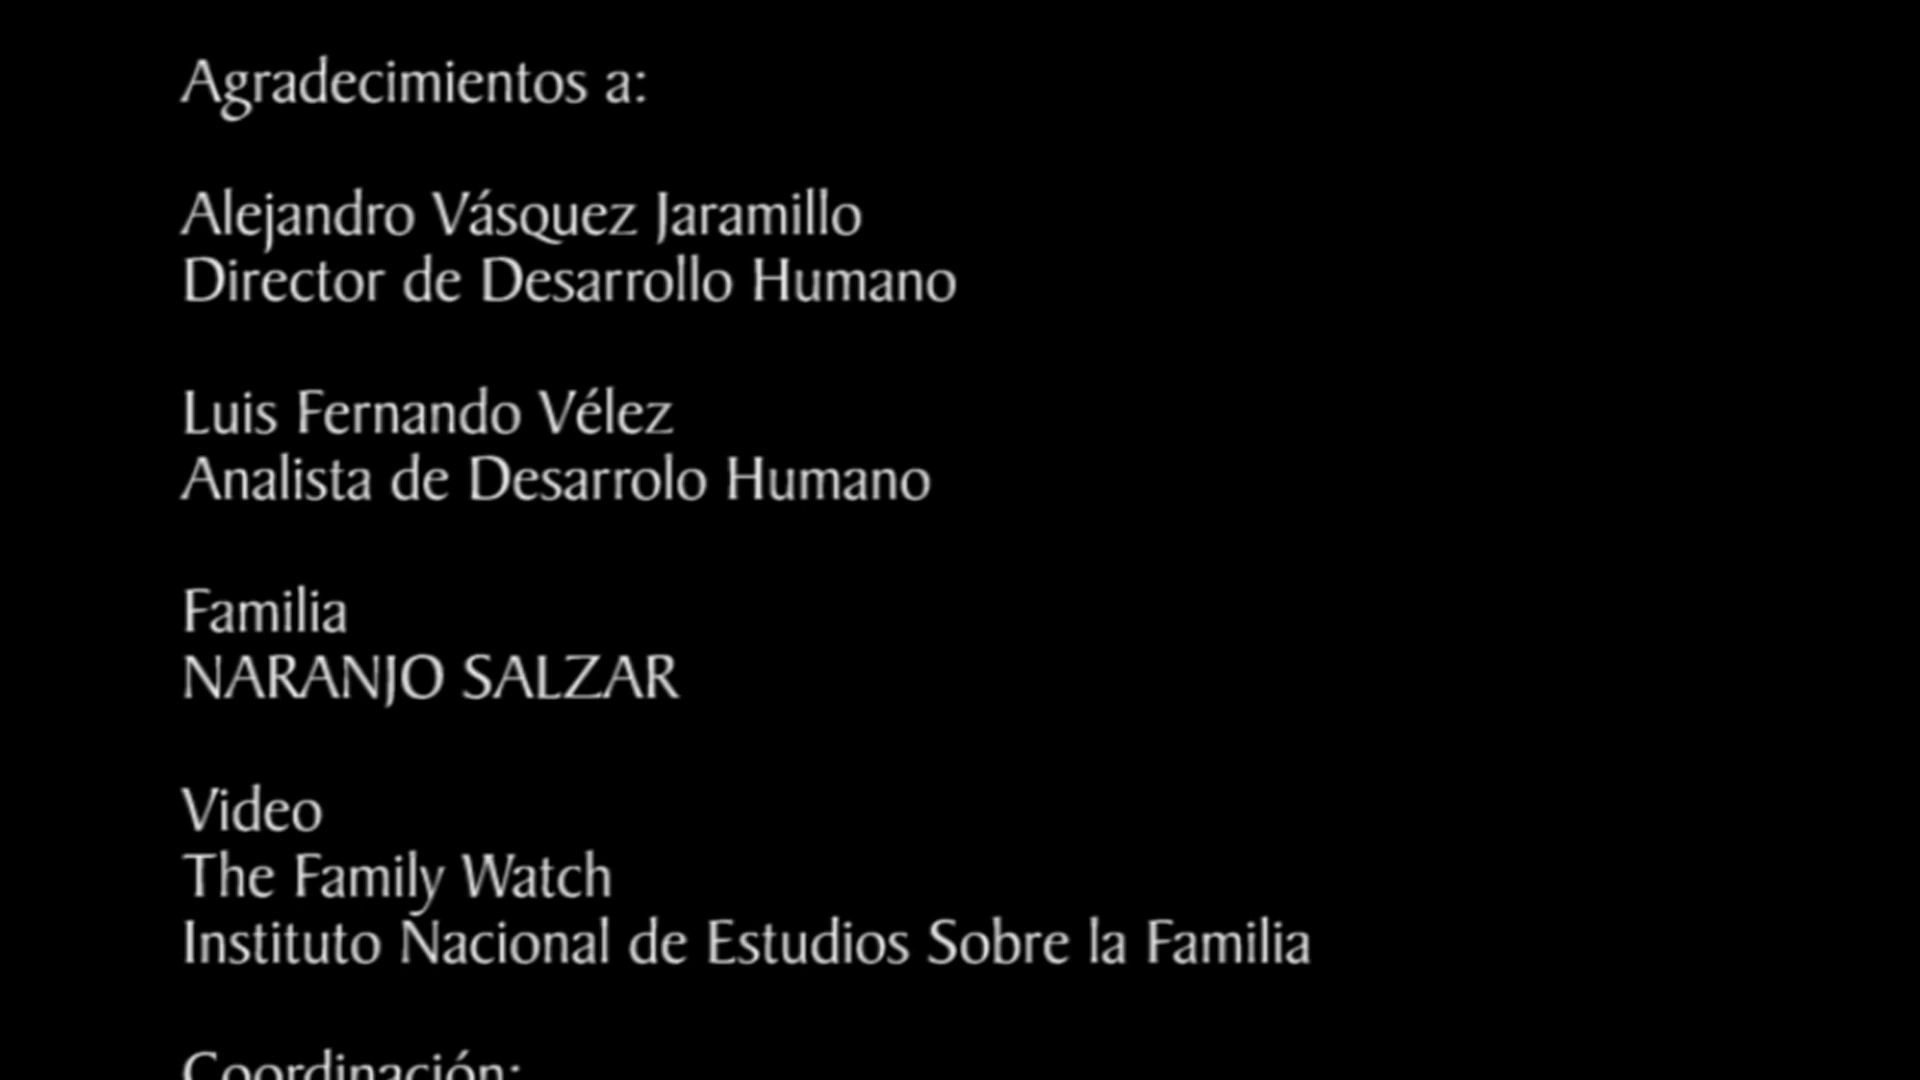 Agradecimientos a:
Alejandro Vásquez Jaramillo
Director de Desarrollo Humano
Luis Fernando Vélez
Analista de Desarrolo Humano
Familia
NARANJO SALZAR
Video
The Family Watch
Instituto Nacional de Estudios Sobre la Familia
Coordinación: